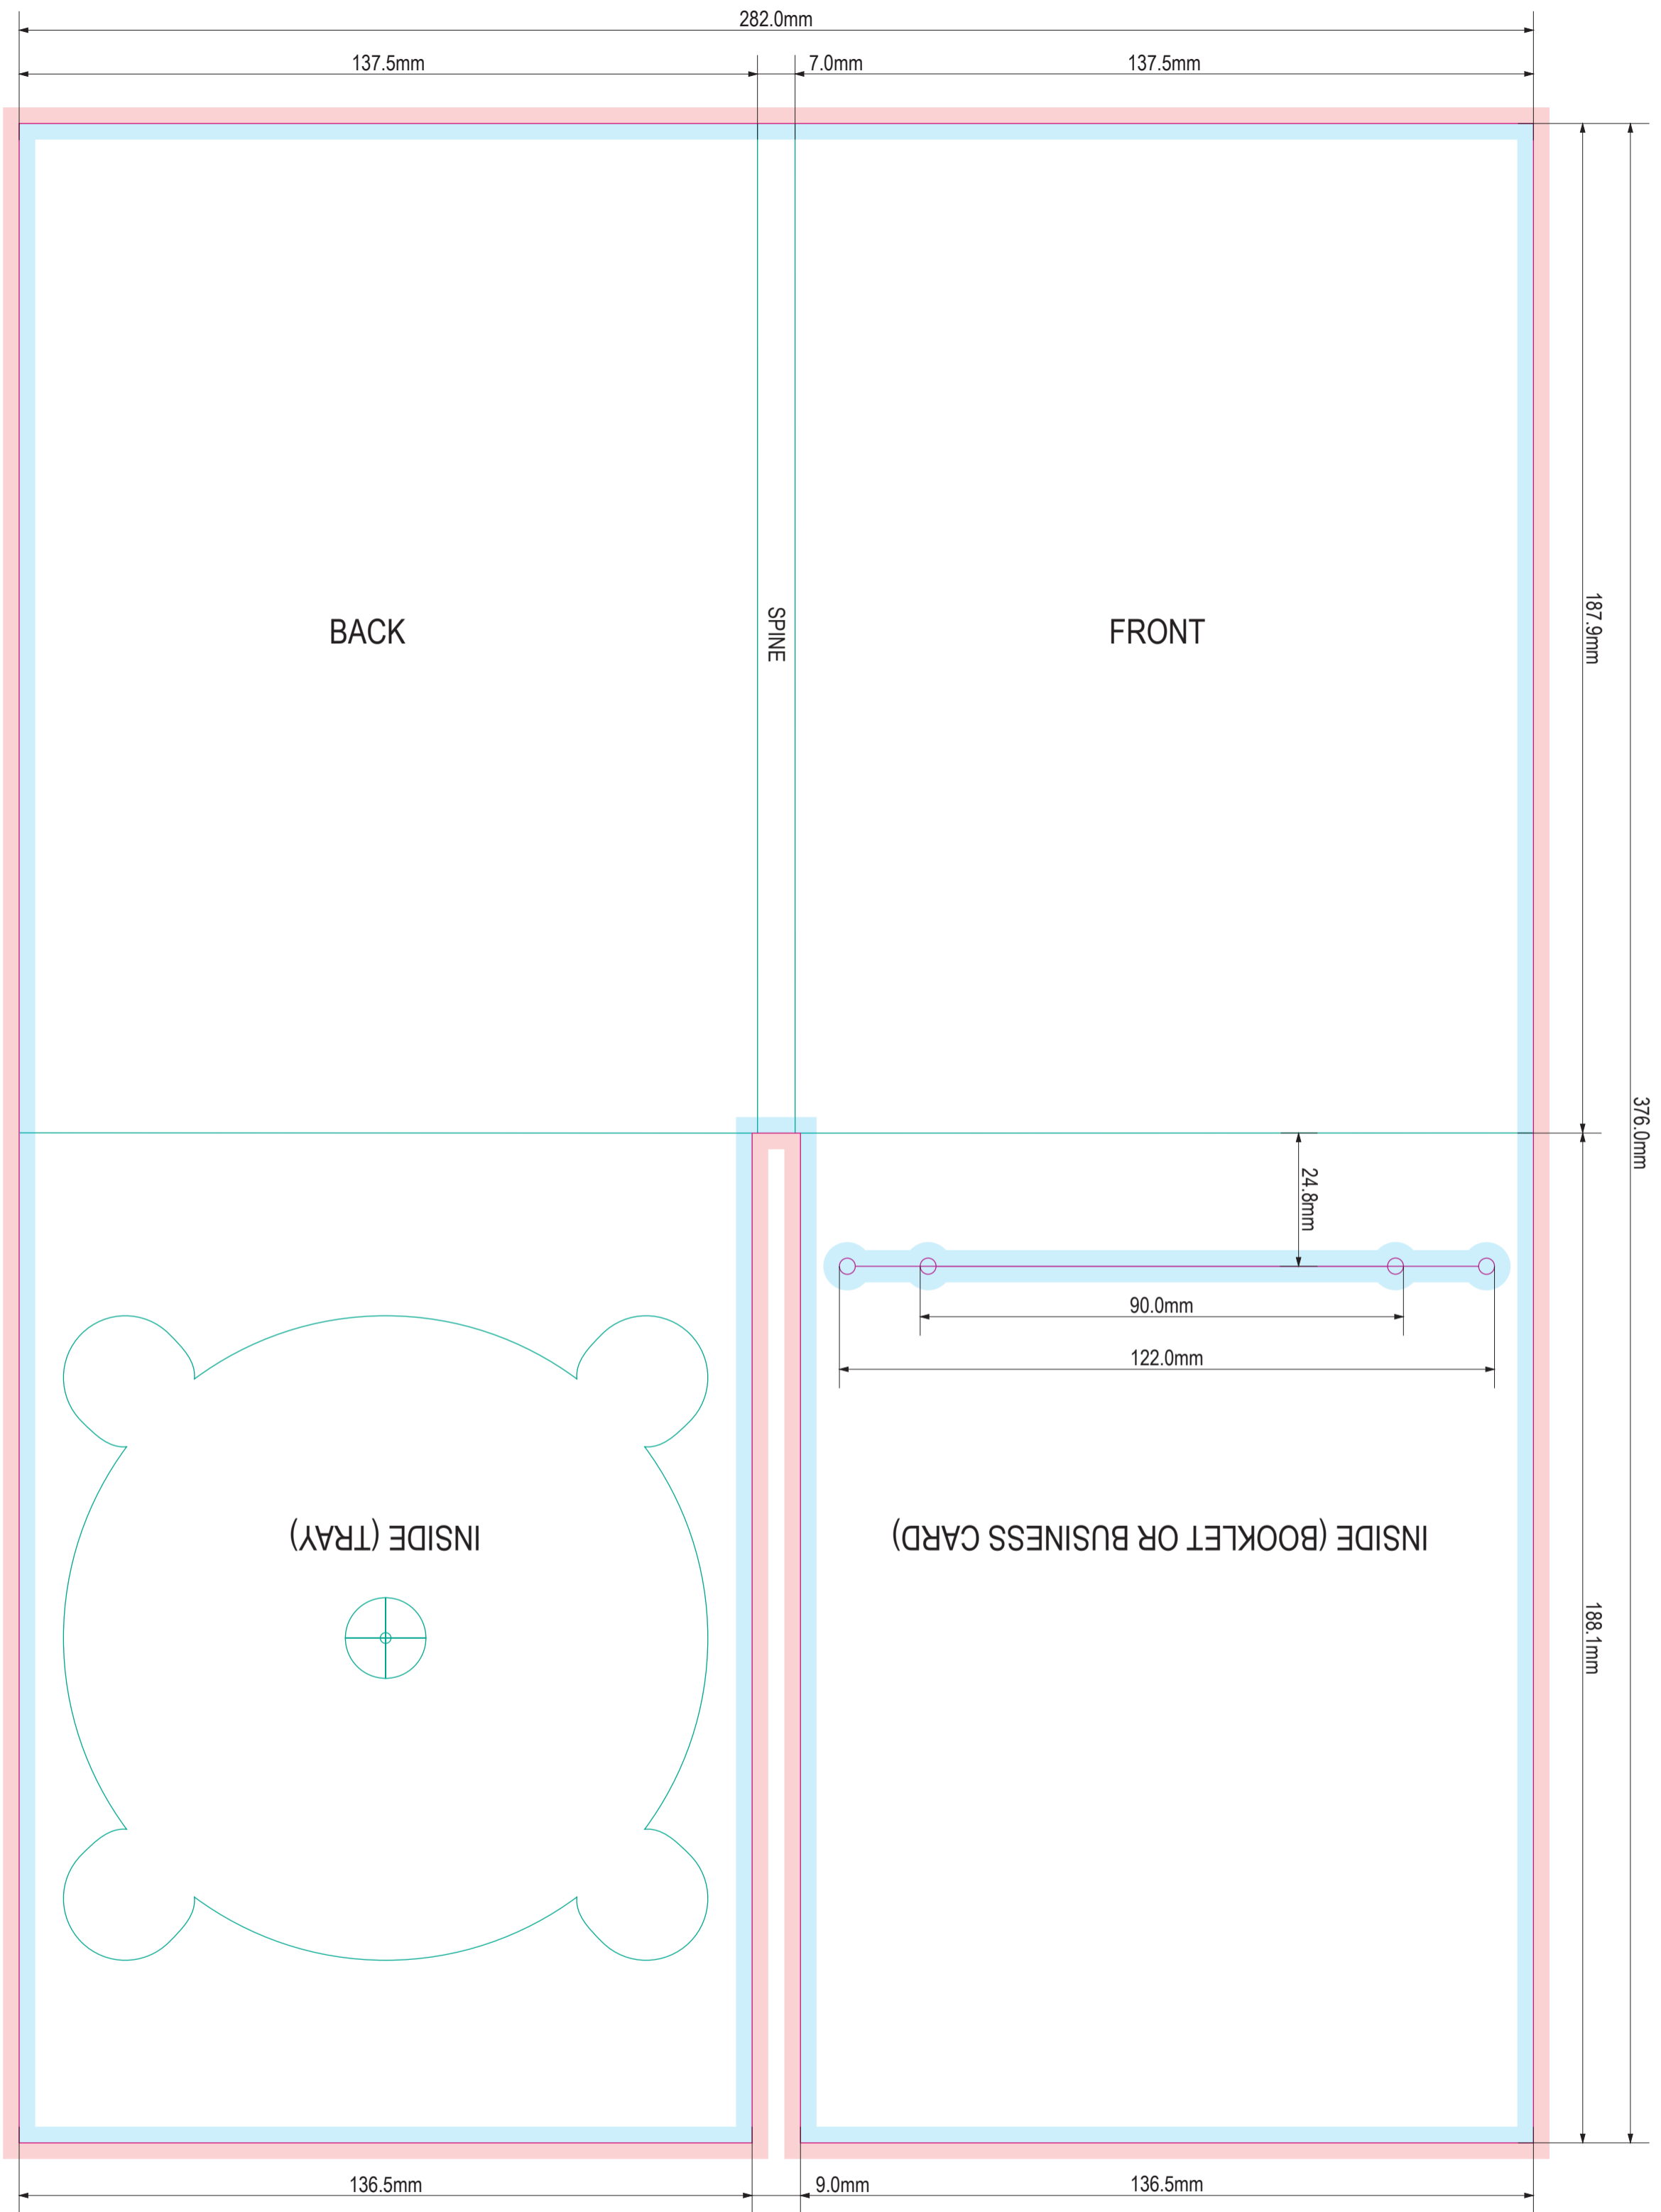 282.0mm
137.5mm
7.0mm
137.5mm
BACK
SPINE
FRONT
187.9mm
376.0mm
24.8mm
90.0mm
122.0mm
INSIDE (TRAY)
INSIDE (BOOKLET OR BUSINESS CARD)
188.1mm
136.5mm
9.0mm
136.5mm